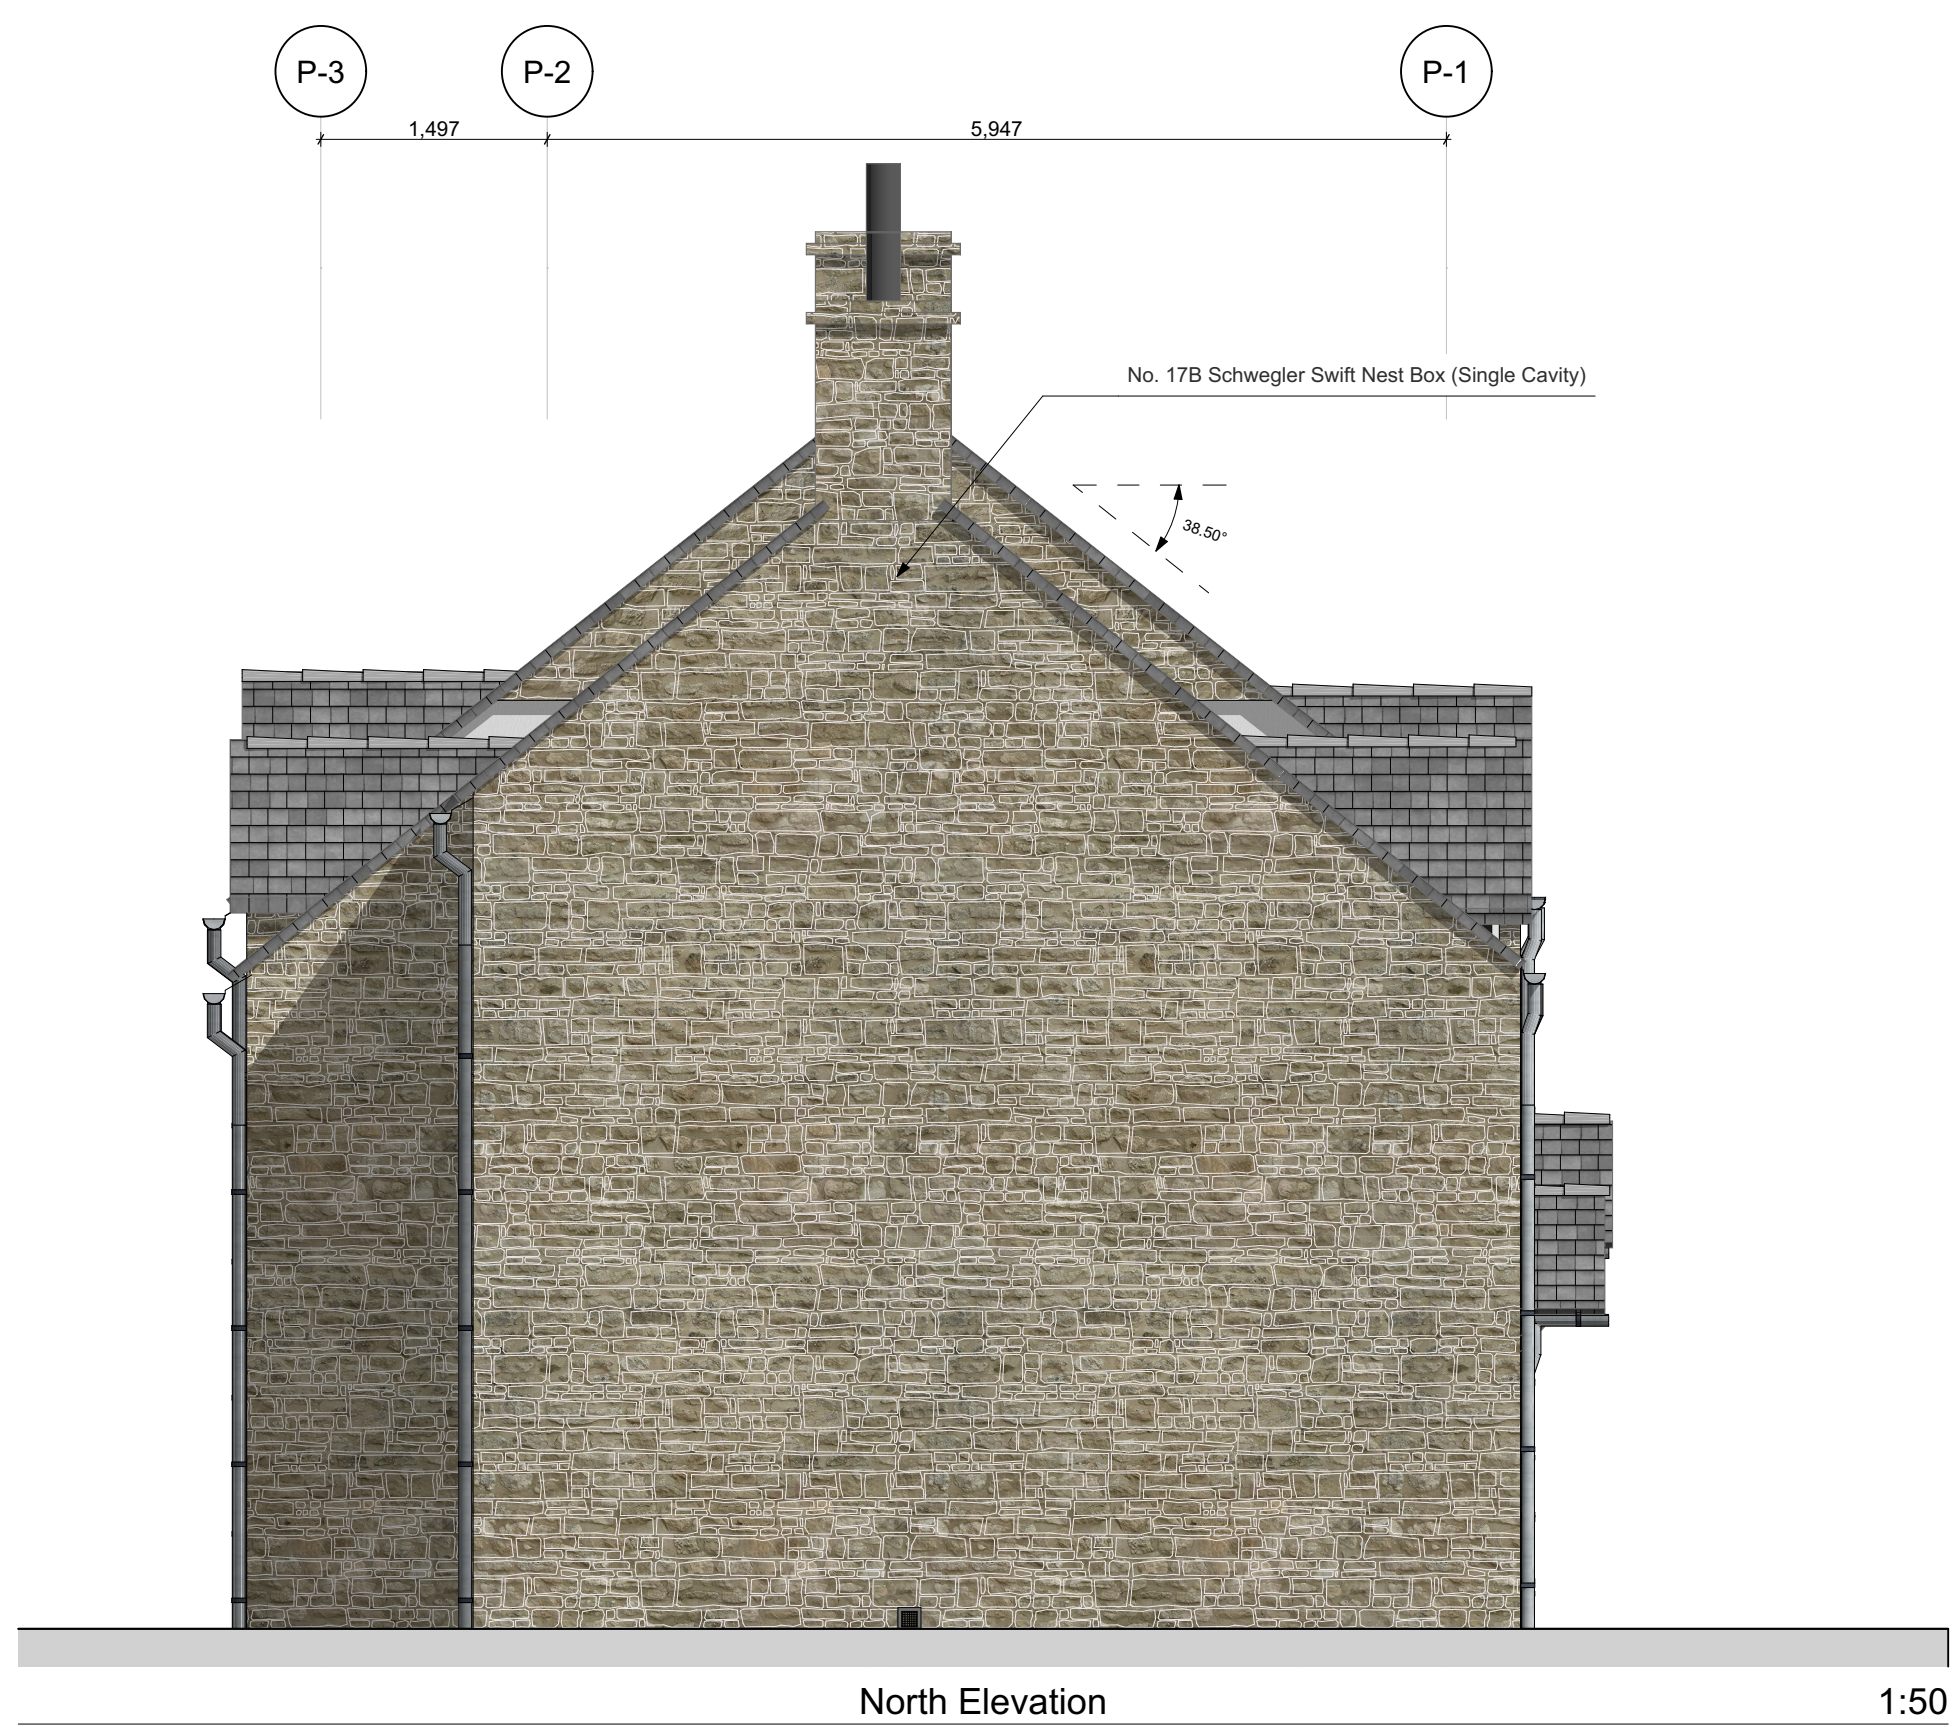 P-3 P-2 P-1
1,497 5,947
No. 17B Schwegler Swift Nest Box (Single Cavity)
38.50°
North Elevation 1:50